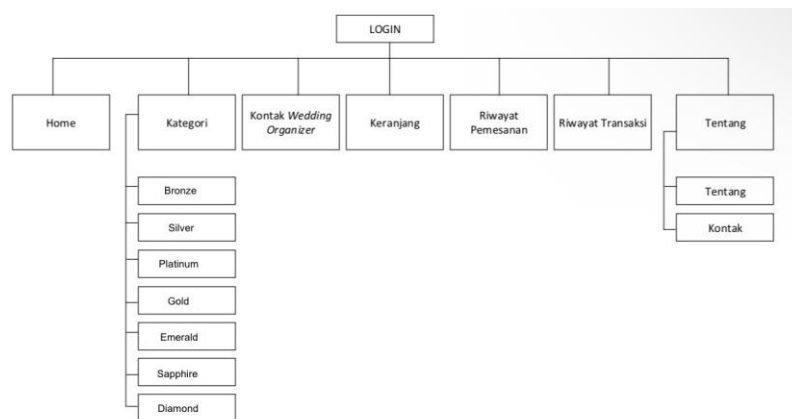 LOGIN
Home
Kategori
Kontak Wedding
Organizer
Keranjang
Riwayat
Pemesanan
Riwayat Transaksi
Tentang
Bronze
Silver
Platinum
Gold
Emerald
Sapphire
Diamond
Tentang
Kontak